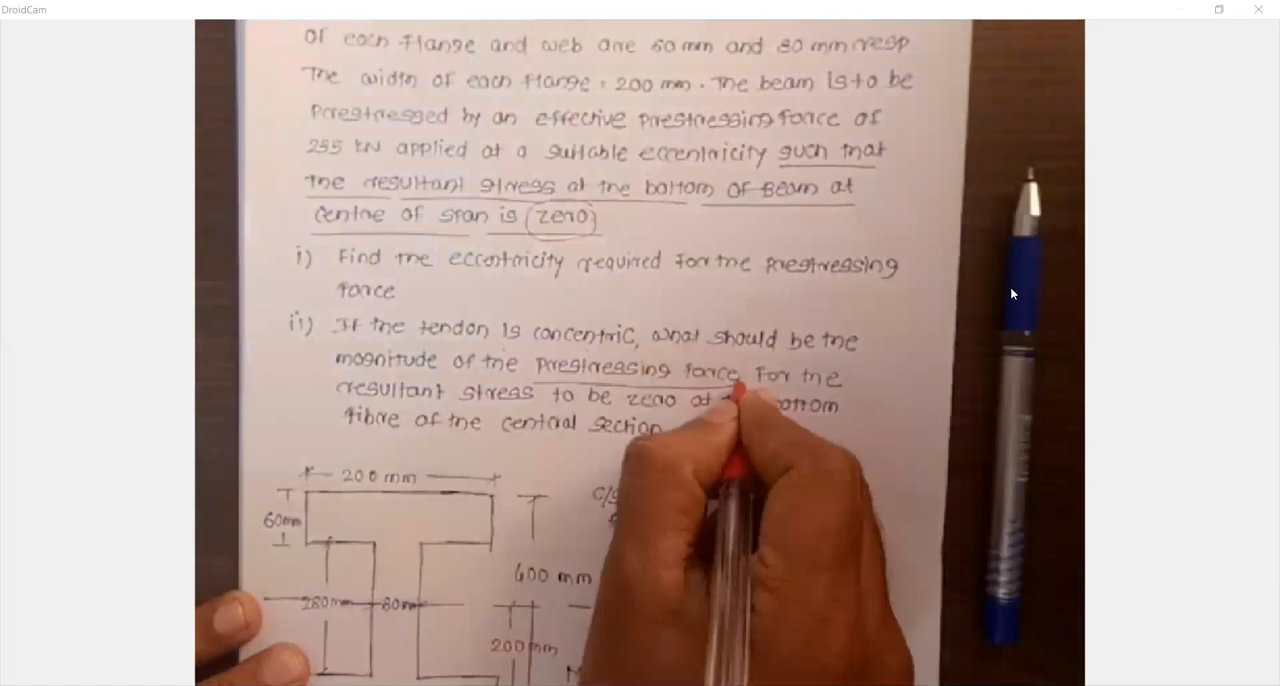 DroidCam
of each flange and web are 60 mm and 80 mm resp
The width of each flange = 200 mm. The beam is to be
prestressed by an effective prestressing force of
255 kN applied at a suitable eccentricity such that
the resultant stress at the bottom of beam at
centre of span is zero
i) Find the eccentricity required for the prestressing
force
ii) If the tendon is concentric, what should be the
magnitude of the prestressing force for the
resultant stress to be zero at bottom
fibre of the central section
200 mm
60mm
400 mm
280mm 80m
200 mm